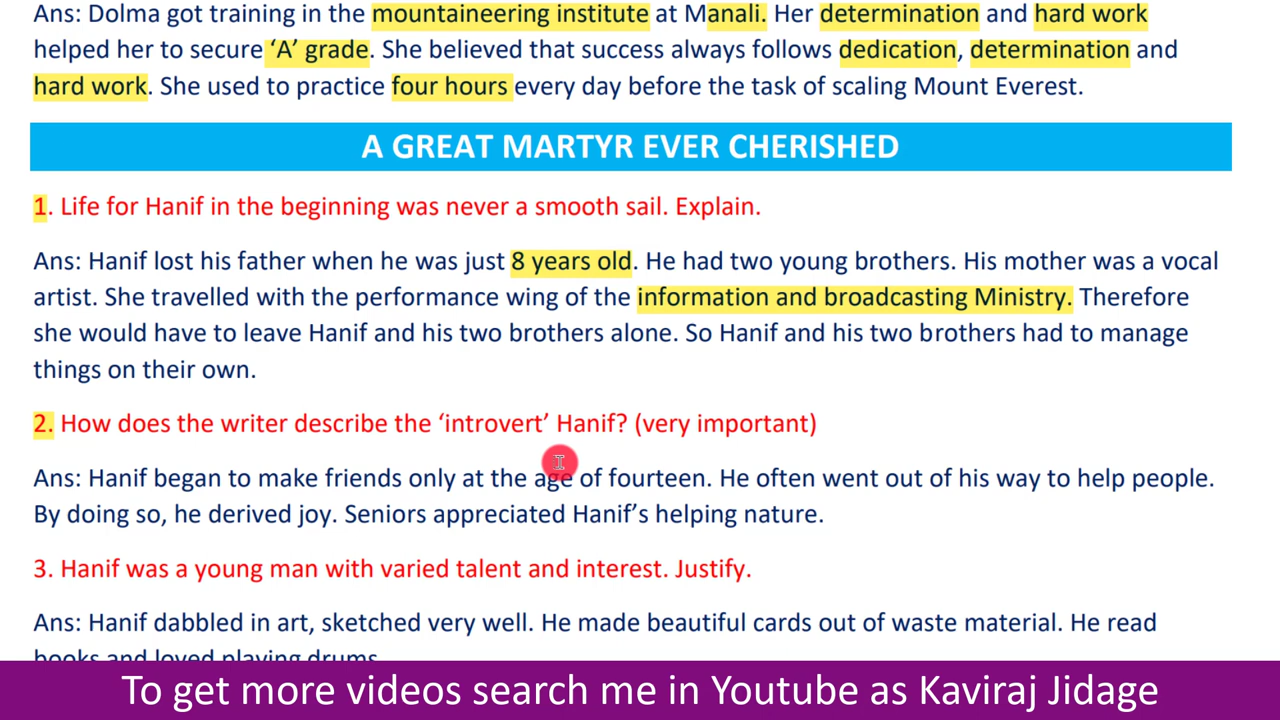 Ans: Dolma got training in the mountaineering institute at Manali. Her determination and hard work
helped her to secure ‘A’ grade. She believed that success always follows dedication, determination and
hard work. She used to practice four hours every day before the task of scaling Mount Everest.
A GREAT MARTYR EVER CHERISHED
1. Life for Hanif in the beginning was never a smooth sail. Explain.
Ans: Hanif lost his father when he was just 8 years old. He had two young brothers. His mother was a vocal
artist. She travelled with the performance wing of the information and broadcasting Ministry. Therefore
she would have to leave Hanif and his two brothers alone. So Hanif and his two brothers had to manage
things on their own.
2. How does the writer describe the ‘introvert’ Hanif? (very important)
Ans: Hanif began to make friends only at the age of fourteen. He often went out of his way to help people.
By doing so, he derived joy. Seniors appreciated Hanif’s helping nature.
3. Hanif was a young man with varied talent and interest. Justify.
Ans: Hanif dabbled in art, sketched very well. He made beautiful cards out of waste material. He read
books and loved playing drums.
To get more videos search me in Youtube as Kaviraj Jidage